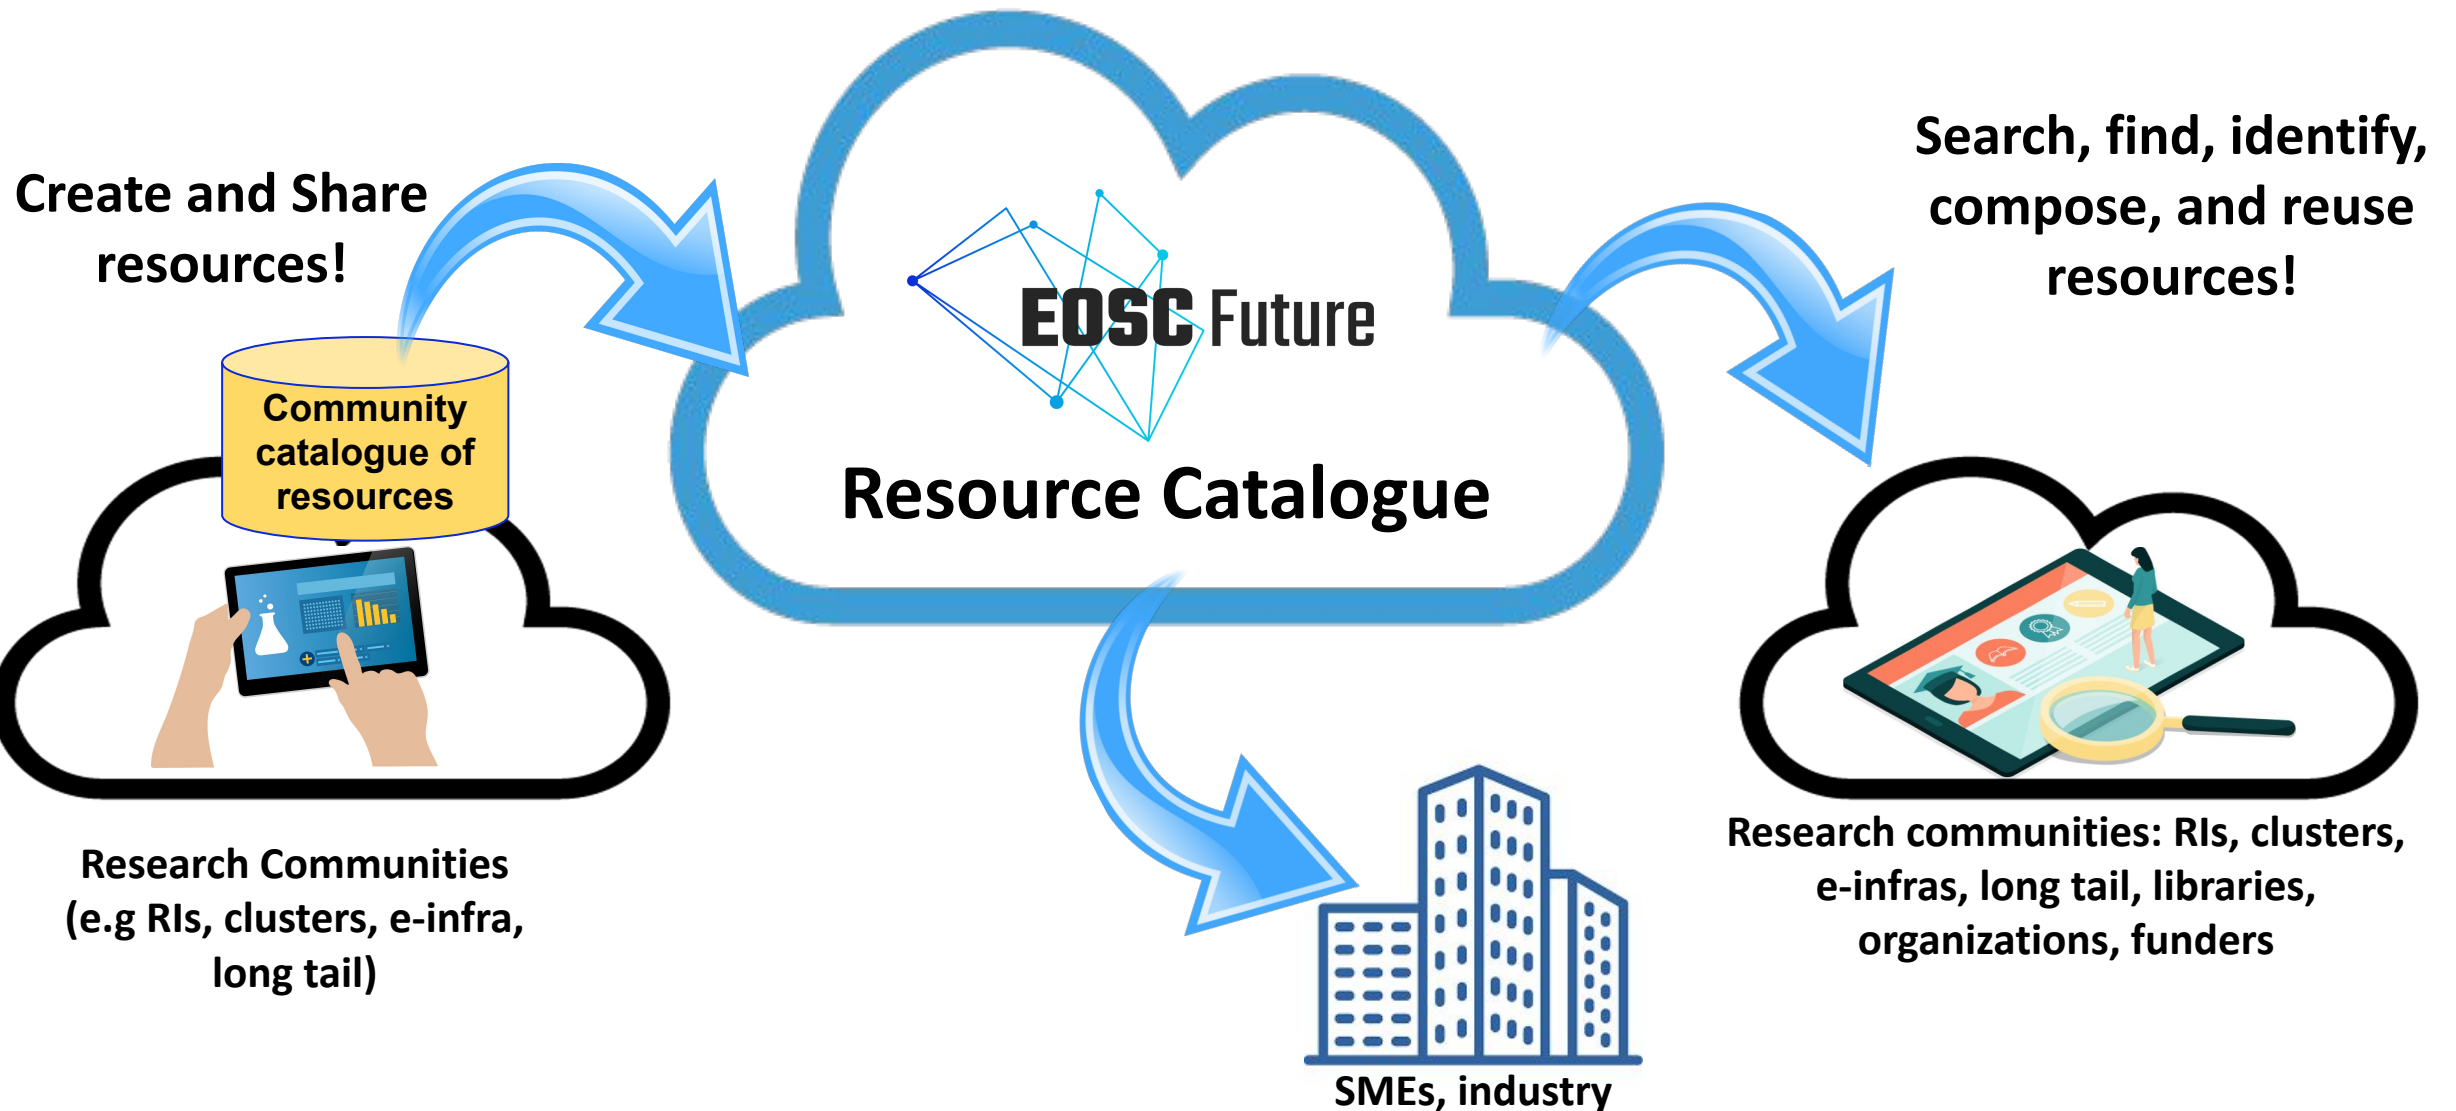 Create and Share
resources!
Community
catalogue of
resources
Research Communities
(e.g RIs, clusters, e-infra,
long tail)
EOSC Future
Resource Catalogue
SMEs, industry
Search, find, identify,
compose, and reuse
resources!
Research communities: RIs, clusters,
e-infras, long tail, libraries,
organizations, funders